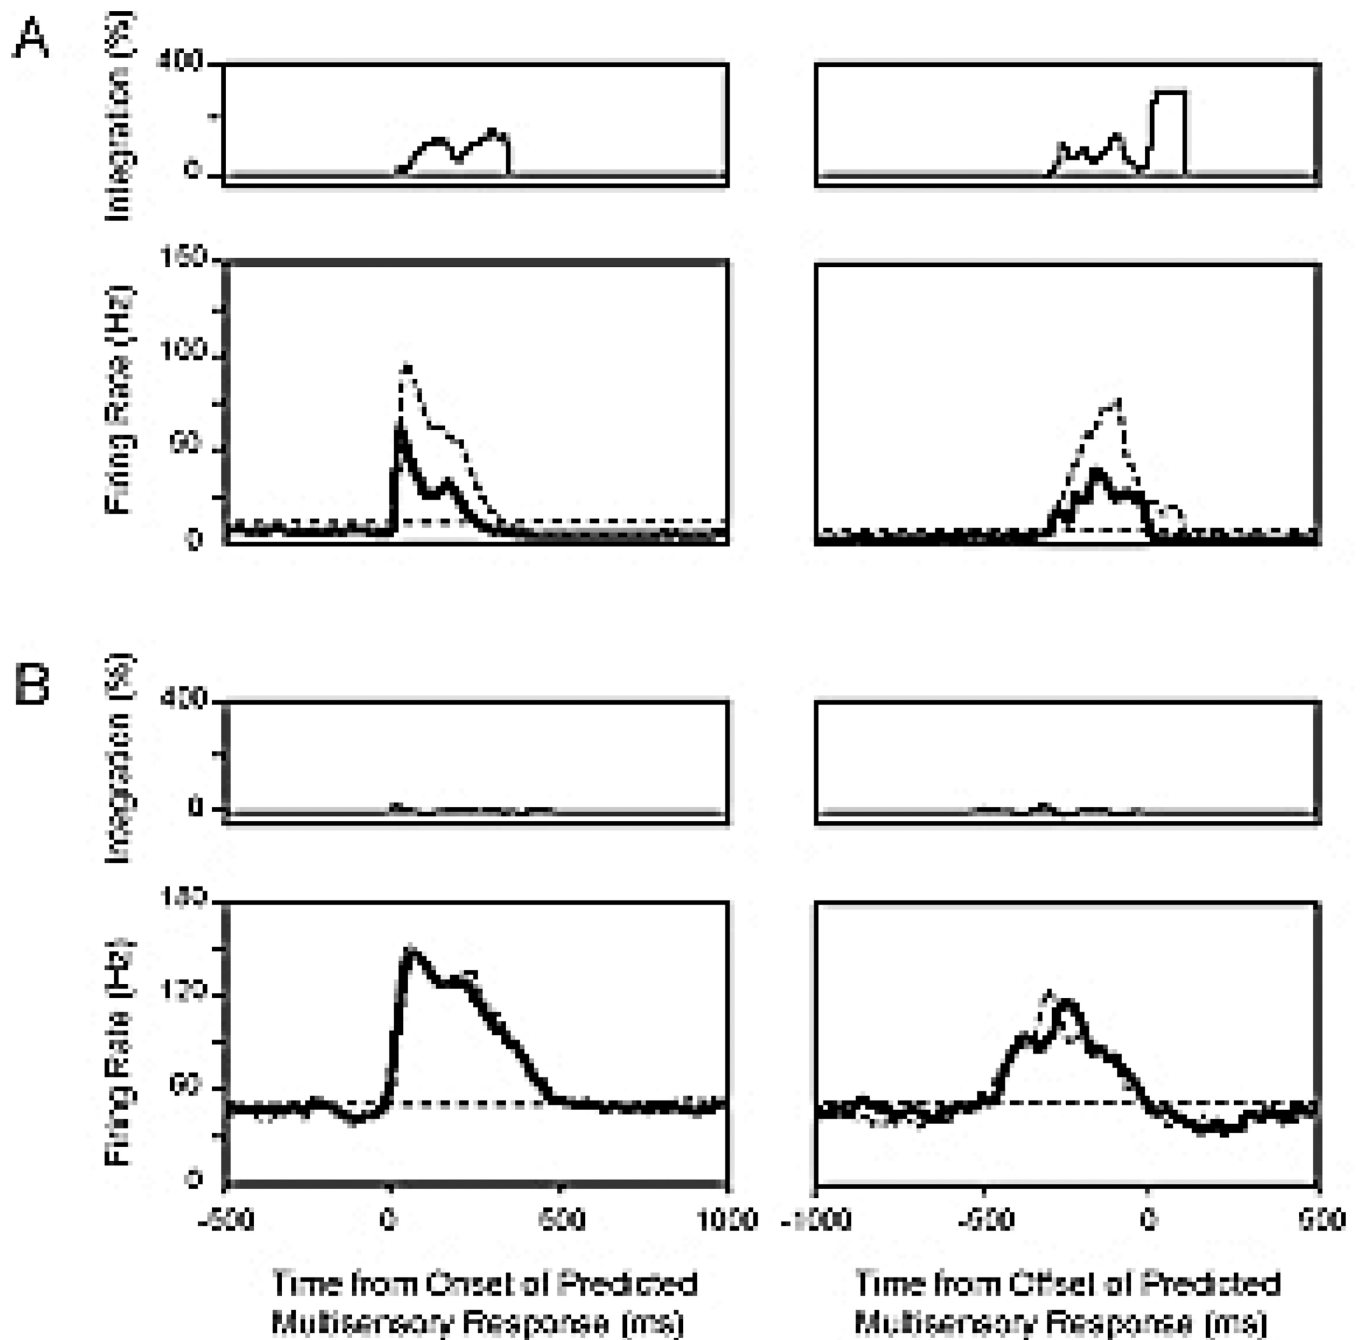 A
Integration (%)
400
0
Firing Rate (Hz)
150
100
50
0
B
Integration (%)
400
0
Firing Rate (Hz)
180
120
60
0
-500 0 500 1000 -1000 -500 0 500
Time from Onset of Predicted
Multisensory Response (ms)
Time from Offset of Predicted
Multisensory Response (ms)